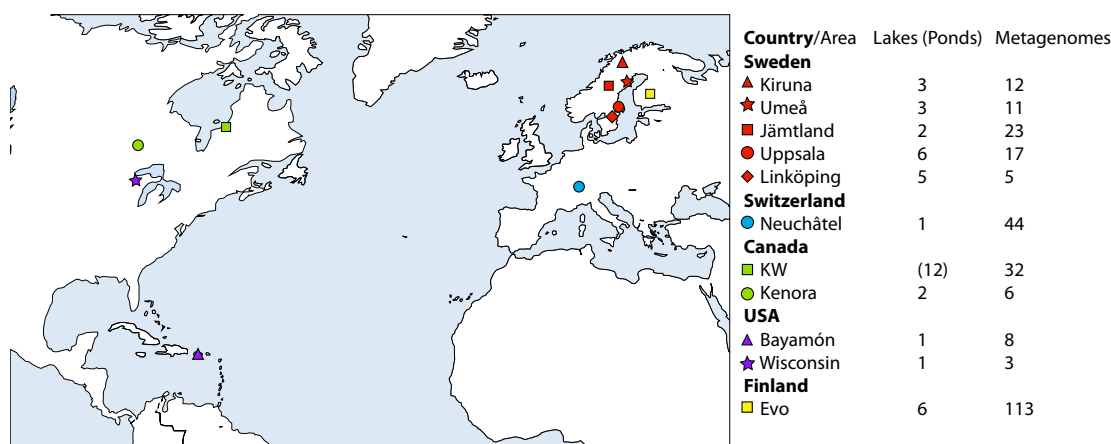 Country/Area Lakes (Ponds) Metagenomes
Sweden
Kiruna 3 12
Umeå 3 11
Jämtland 2 23
Uppsala 6 17
Linköping 5 5
Switzerland
Neuchâtel 1 44
Canada
KW (12) 32
Kenora 2 6
USA
Bayamón 1 8
Wisconsin 1 3
Finland
Evo 6 113